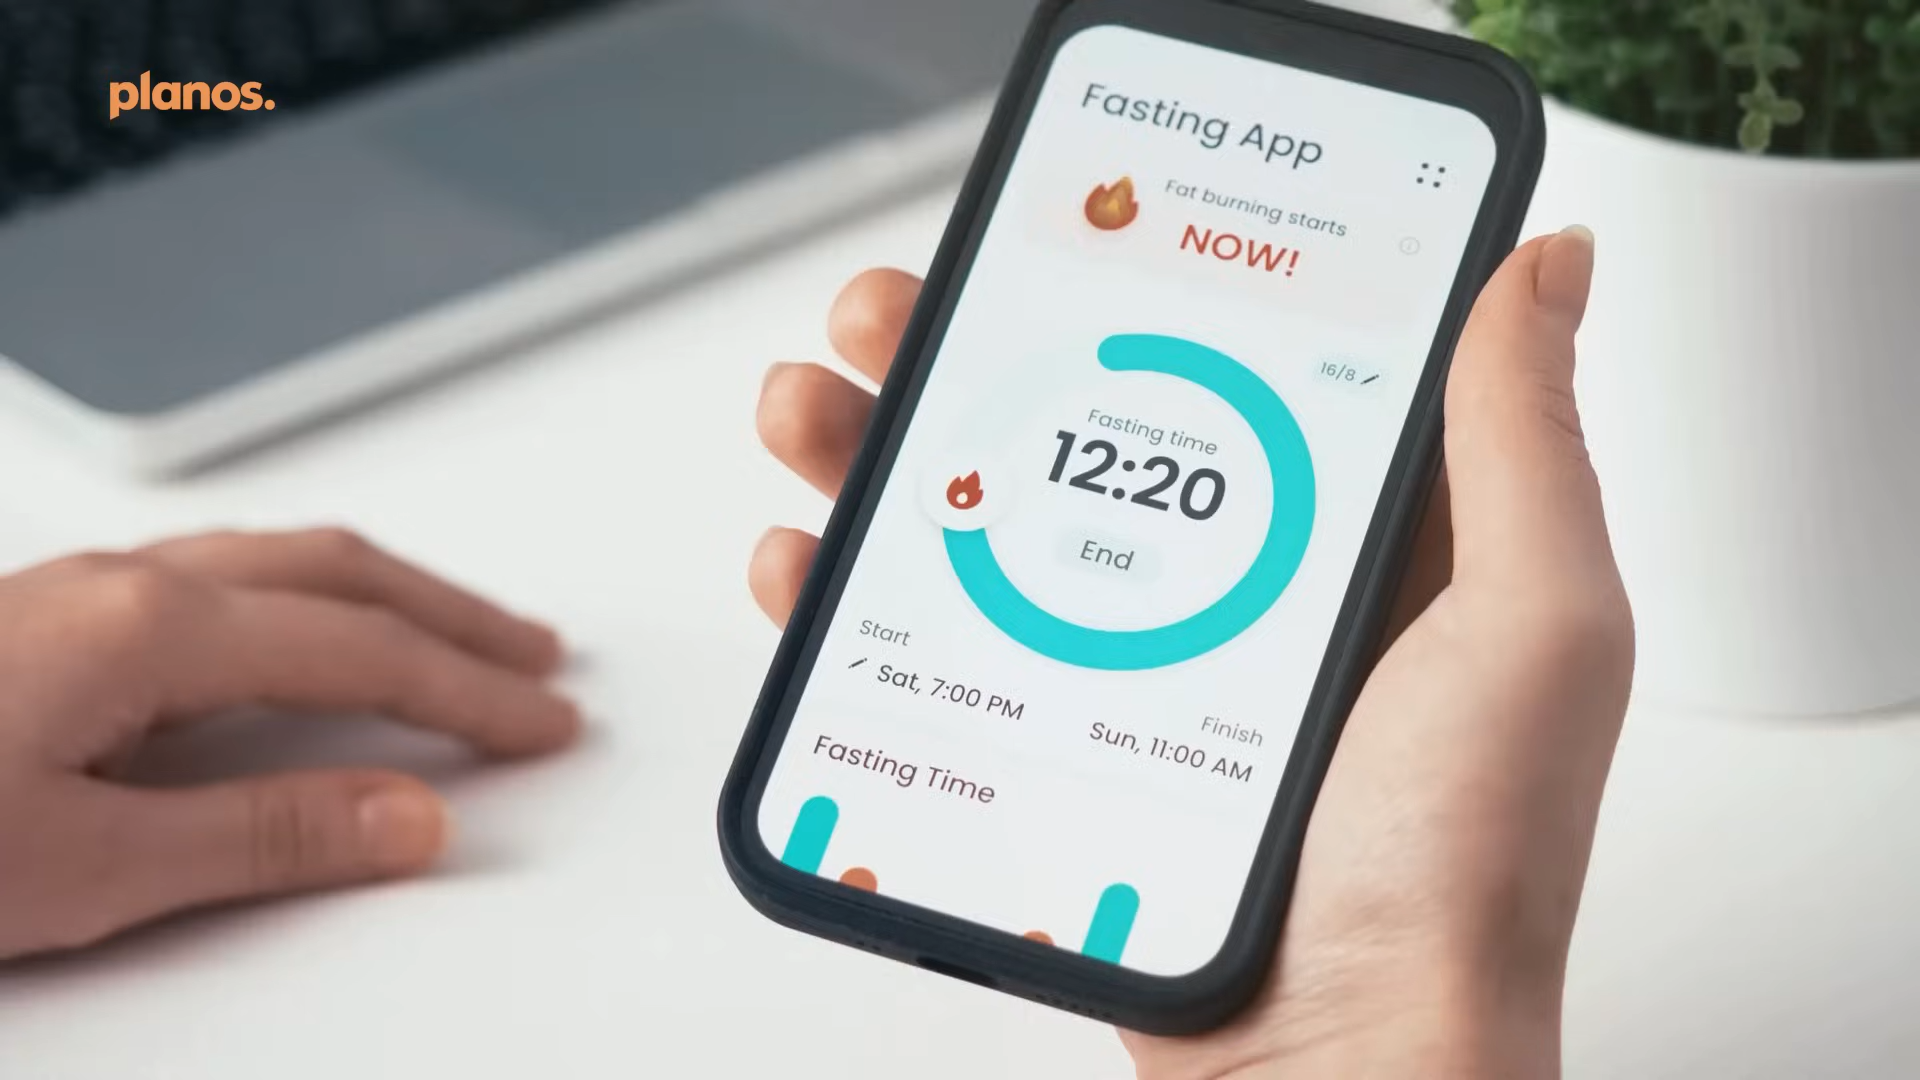 planos.
Fasting App
Fat burning starts
NOW!
16/8
Fasting time
12:20
End
Start
Sat, 7:00 PM
Finish
Sun, 11:00 AM
Fasting Time